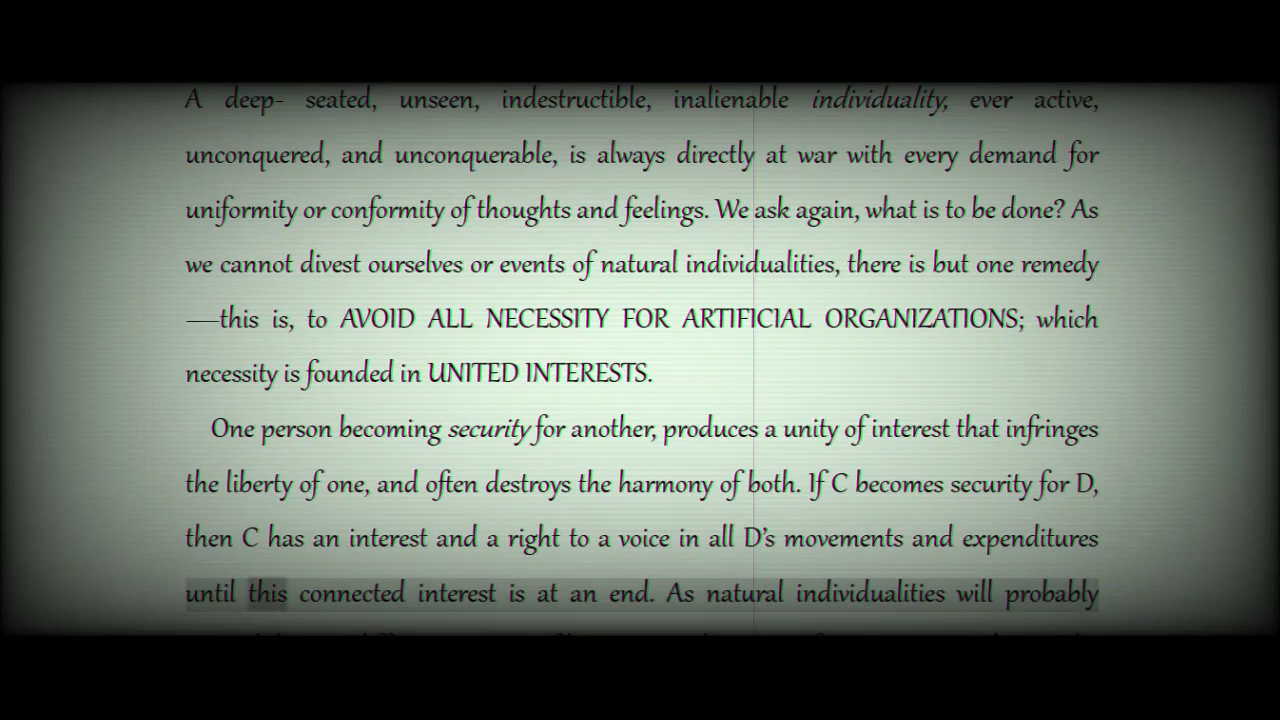 A deep- seated, unseen, indestructible, inalienable individuality, ever active,
unconquered, and unconquerable, is always directly at war with every demand for
uniformity or conformity of thoughts and feelings. We ask again, what is to be done? As
we cannot divest ourselves or events of natural individualities, there is but one remedy
—this is, to AVOID ALL NECESSITY FOR ARTIFICIAL ORGANIZATIONS; which
necessity is founded in UNITED INTERESTS.
One person becoming security for another, produces a unity of interest that infringes
the liberty of one, and often destroys the harmony of both. If C becomes security for D,
then C has an interest and a right to a voice in all D's movements and expenditures
until this connected interest is at an end. As natural individualities will probably